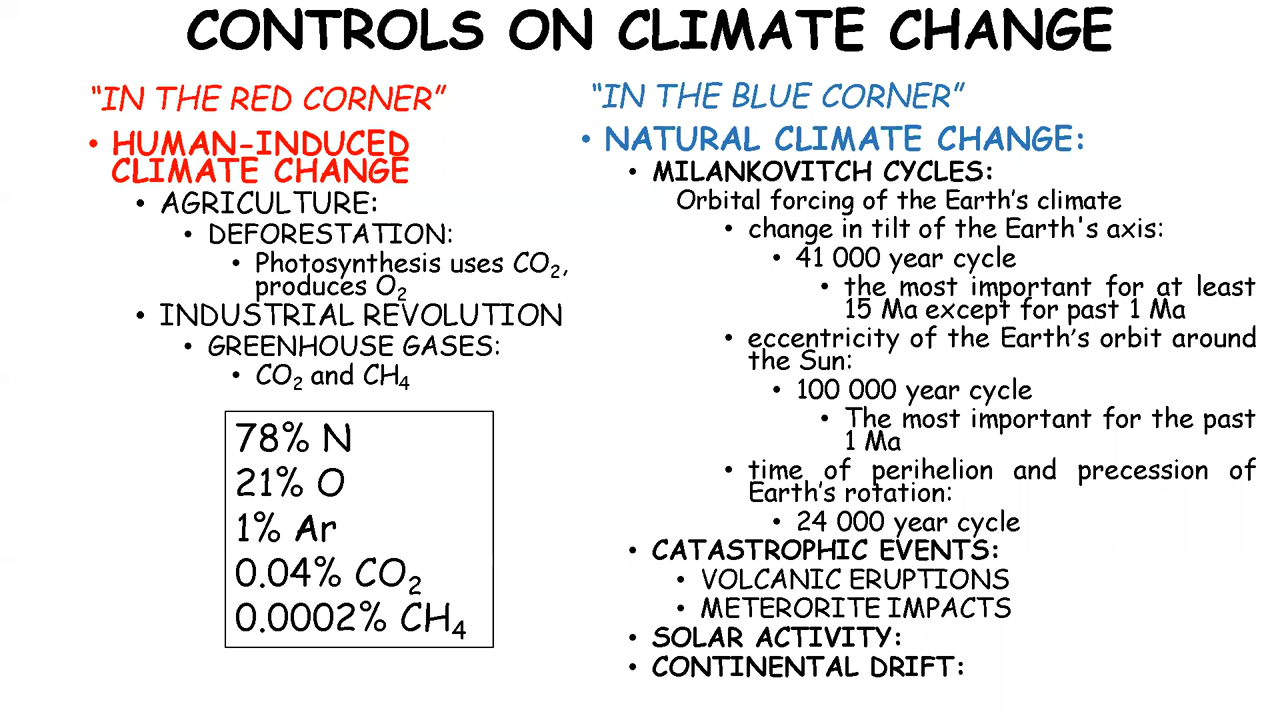 CONTROLS ON CLIMATE CHANGE
“IN THE RED CORNER”
• HUMAN-INDUCED
CLIMATE CHANGE
• AGRICULTURE:
• DEFORESTATION:
• Photosynthesis uses CO₂,
produces O₂
• INDUSTRIAL REVOLUTION
• GREENHOUSE GASES:
• CO₂ and CH₄
78% N
21% O
1% Ar
0.04% CO₂
0.0002% CH₄
“IN THE BLUE CORNER”
• NATURAL CLIMATE CHANGE:
• MILANKOVITCH CYCLES:
Orbital forcing of the Earth’s climate
• change in tilt of the Earth's axis:
• 41 000 year cycle
• the most important for at least
15 Ma except for past 1 Ma
• eccentricity of the Earth’s orbit around
the Sun:
• 100 000 year cycle
• The most important for the past
1 Ma
• time of perihelion and precession of
Earth’s rotation:
• 24 000 year cycle
• CATASTROPHIC EVENTS:
• VOLCANIC ERUPTIONS
• METERORITE IMPACTS
• SOLAR ACTIVITY:
• CONTINENTAL DRIFT: